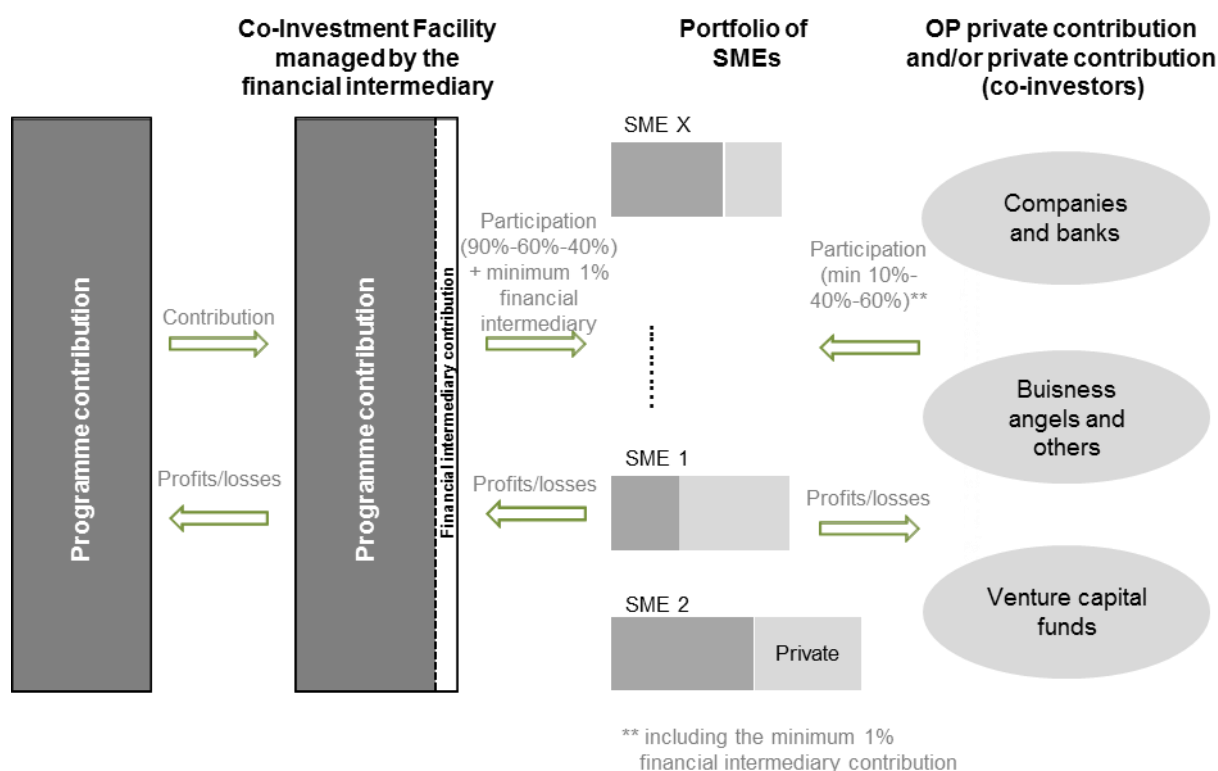 Co-Investment Facility
managed by the
financial intermediary
Portfolio of
SMEs
OP private contribution
and/or private contribution
(co-investors)
Programme contribution
Contribution
Profits/losses
Programme contribution
Financial intermediary contribution
Participation
(90%-60%-40%)
+ minimum 1%
financial
intermediary
Profits/losses
SME X
SME 1
SME 2
Private
Participation
(min 10%-
40%-60%)**
Profits/losses
Companies
and banks
Buisness
angels and
others
Venture capital
funds
** including the minimum 1%
financial intermediary contribution